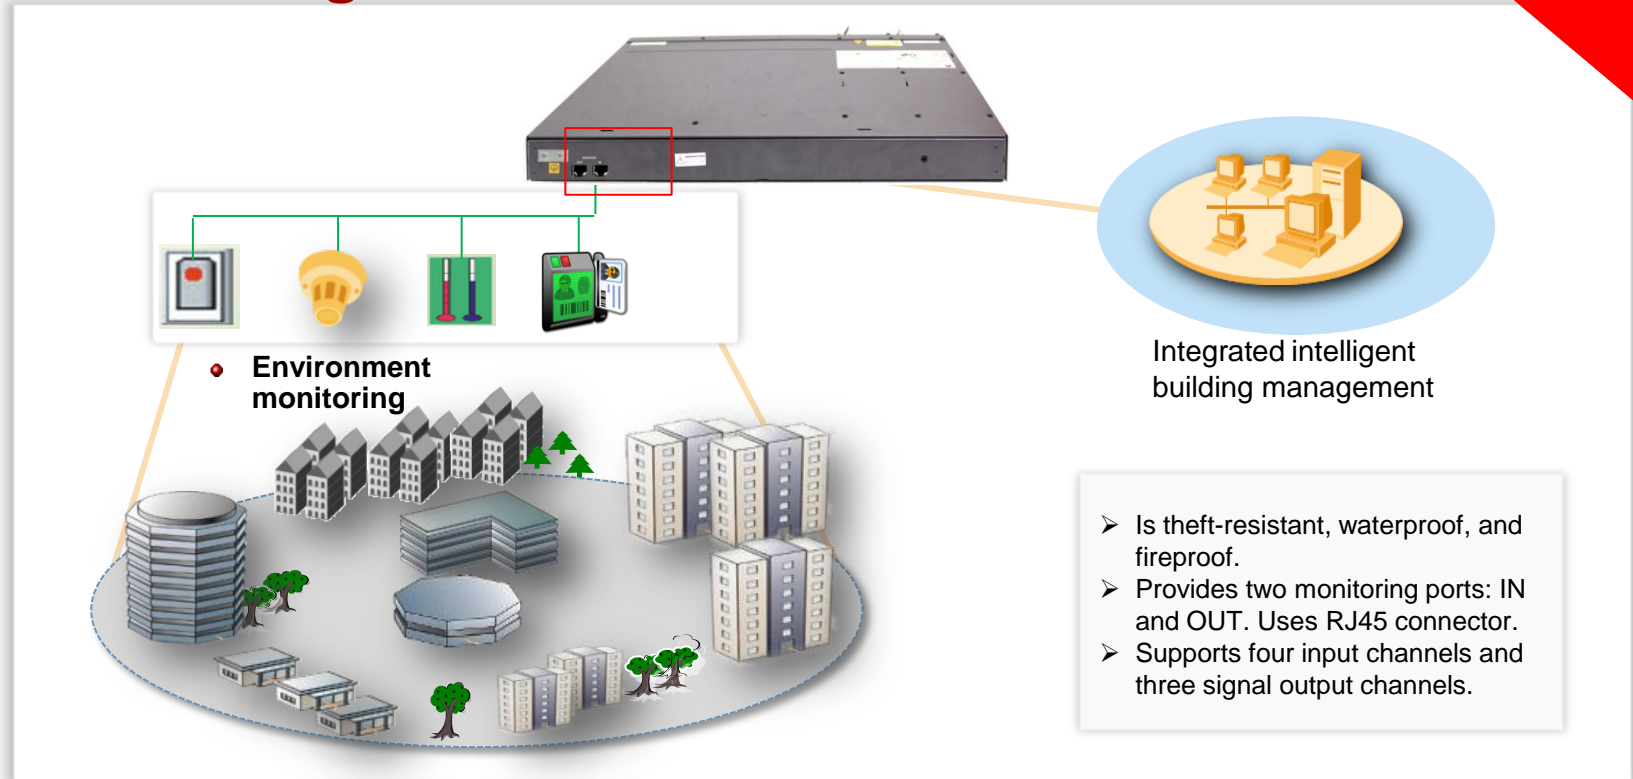 Environment
monitoring
Integrated intelligent
building management
Is theft-resistant, waterproof, and
fireproof.
Provides two monitoring ports: IN
and OUT. Uses RJ45 connector.
Supports four input channels and
three signal output channels.